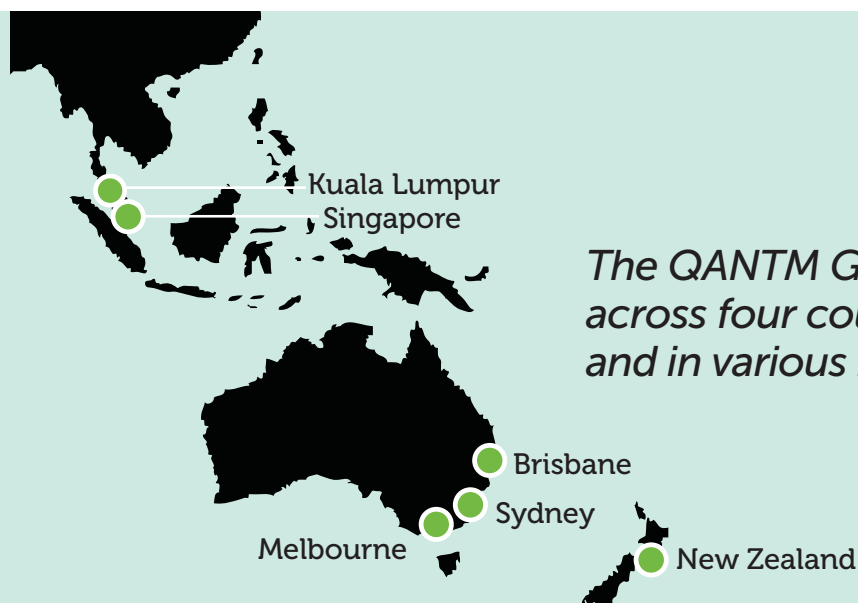 Kuala Lumpur
Singapore
The QANTM G
across four cou
and in various
Brisbane
Sydney
Melbourne
New Zealand